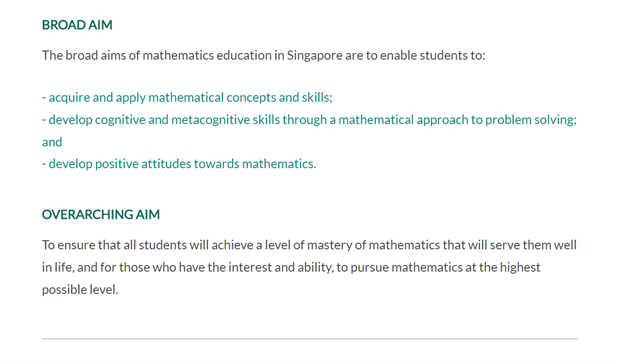 BROAD AIM
The broad aims of mathematics education in Singapore are to enable students to:
- acquire and apply mathematical concepts and skills;
- develop cognitive and metacognitive skills through a mathematical approach to problem solving;
and
- develop positive attitudes towards mathematics.
OVERARCHING AIM
To ensure that all students will achieve a level of mastery of mathematics that will serve them well
in life, and for those who have the interest and ability, to pursue mathematics at the highest
possible level.